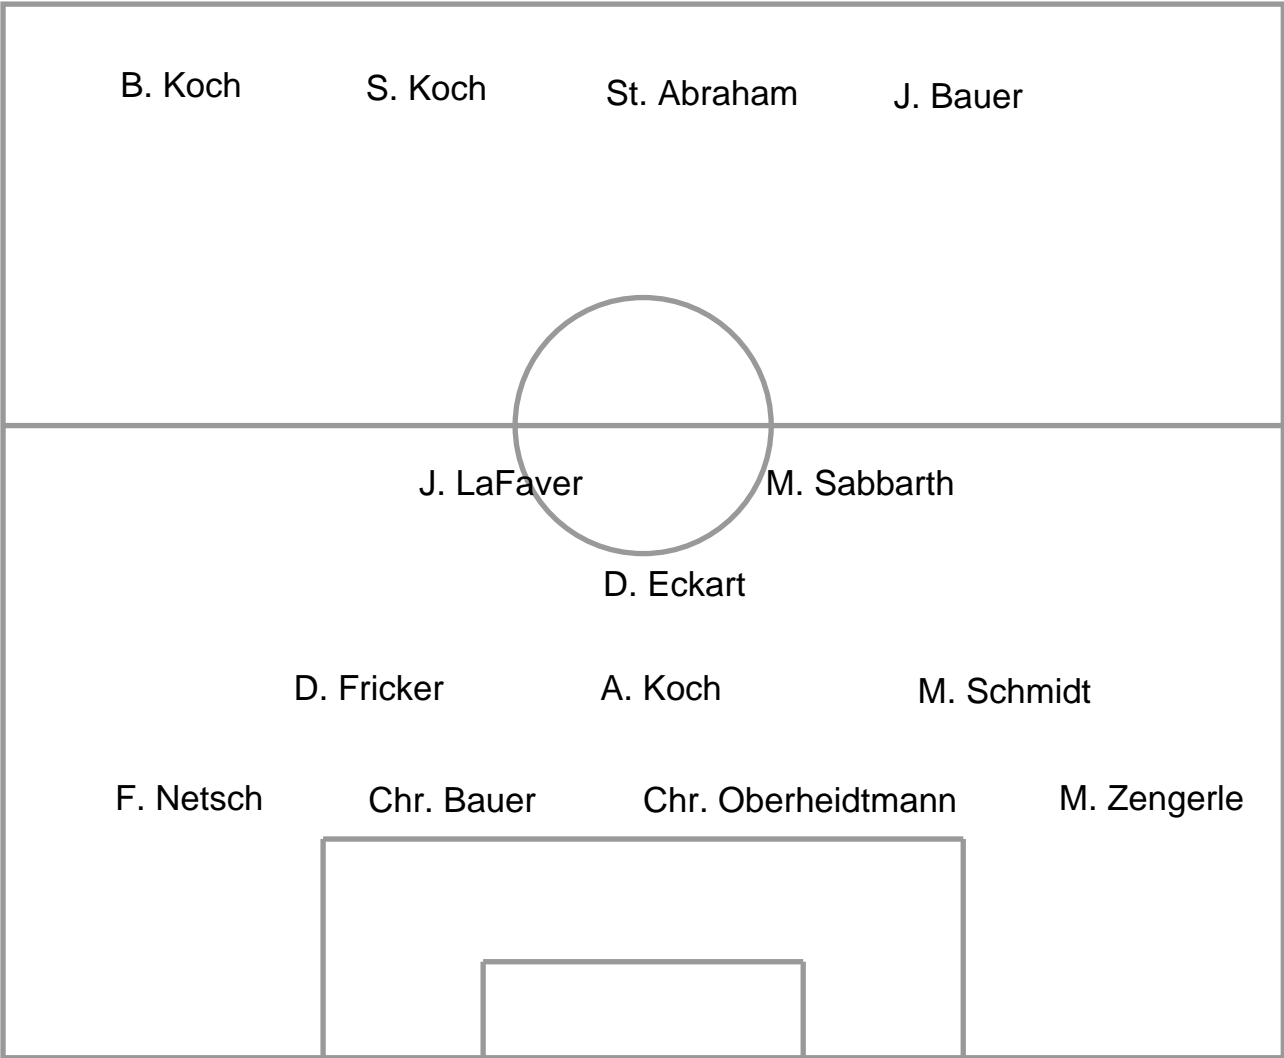 B. Koch S. Koch St. Abraham J. Bauer
J. LaFaver M. Sabbarth
D. Eckart
D. Fricker A. Koch M. Schmidt
F. Netsch Chr. Bauer Chr. Oberheidtmann M. Zengerle